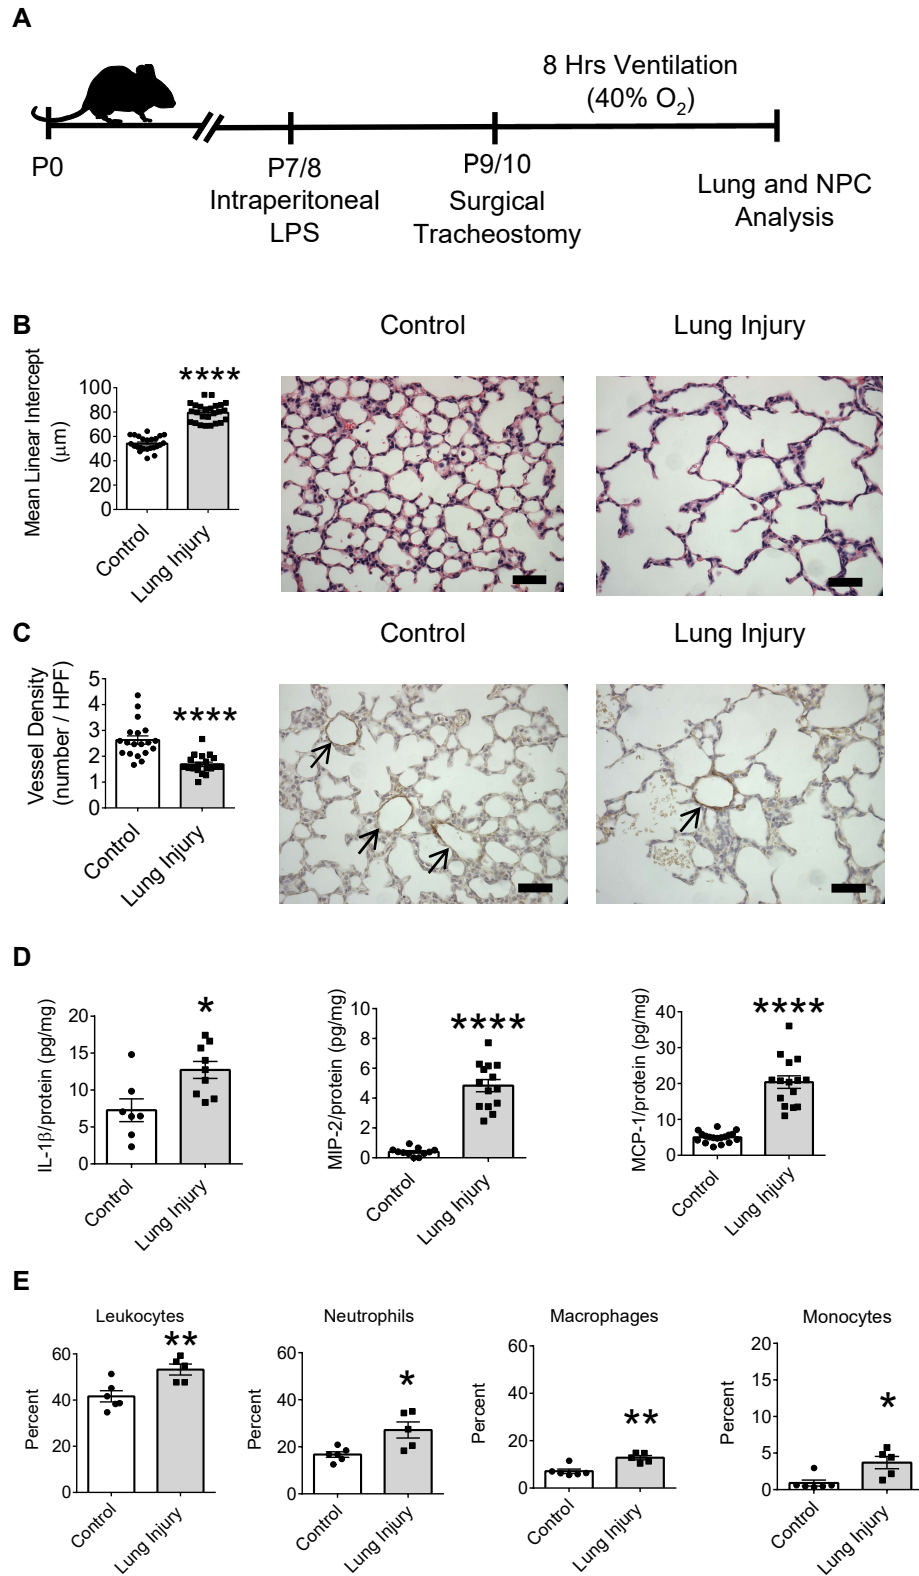 A
8 Hrs Ventilation
(40% O2)
P0
P7/8
Intraperitoneal
LPS
P9/10
Surgical
Tracheostomy
Lung and NPC
Analysis
B
Control
Lung Injury
Mean Linear Intercept
(μm)
100
80
60
40
20
0
****
Control
Lung Injury
C
Control
Lung Injury
Vessel Density
(number / HPF)
5
4
3
2
1
0
****
Control
Lung Injury
D
IL-1β/protein (pg/mg)
20
15
10
5
0
*
Control
Lung Injury
MIP-2/protein (pg/mg)
10
8
6
4
2
0
****
Control
Lung Injury
MCP-1/protein (pg/mg)
40
30
20
10
0
****
Control
Lung Injury
E
Leukocytes
Percent
60
40
20
0
**
Control
Lung Injury
Neutrophils
Percent
60
40
20
0
*
Control
Lung Injury
Macrophages
Percent
60
40
20
0
**
Control
Lung Injury
Monocytes
Percent
20
15
10
5
0
*
Control
Lung Injury